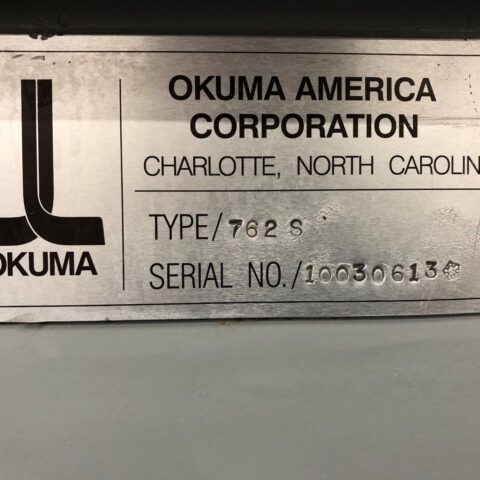 OKUMA
OKUMA AMERICA
CORPORATION
CHARLOTTE, NORTH CAROLIN
TYPE/762 S
SERIAL NO./10030613